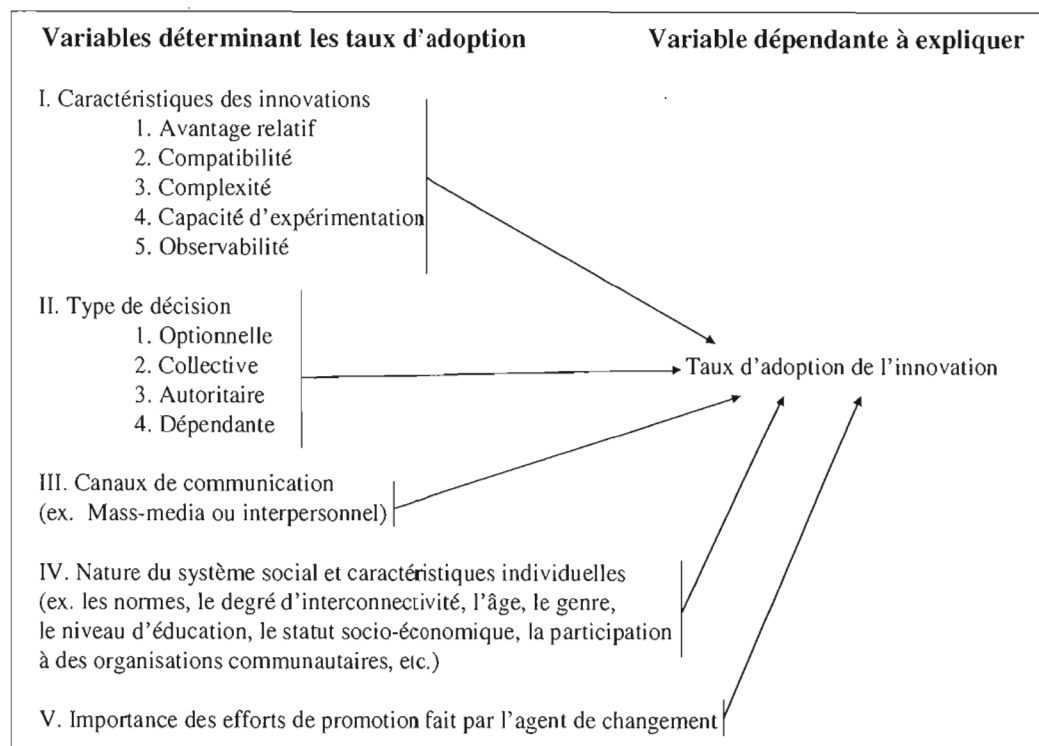 Variables déterminant les taux d'adoption
Variable dépendante à expliquer
I. Caractéristiques des innovations
1. Avantage relatif
2. Compatibilité
3. Complexité
4. Capacité d'expérimentation
5. Observabilité
II. Type de décision
1. Optionnelle
2. Collective
3. Autoritaire
4. Dépendante
Taux d'adoption de l'innovation
III. Canaux de communication
(ex. Mass-media ou interpersonnel)
IV. Nature du système social et caractéristiques individuelles
(ex. les normes, le degré d'interconnectivité, l'âge, le genre,
le niveau d'éducation, le statut socio-économique, la participation
à des organisations communautaires, etc.)
V. Importance des efforts de promotion fait par l'agent de changement